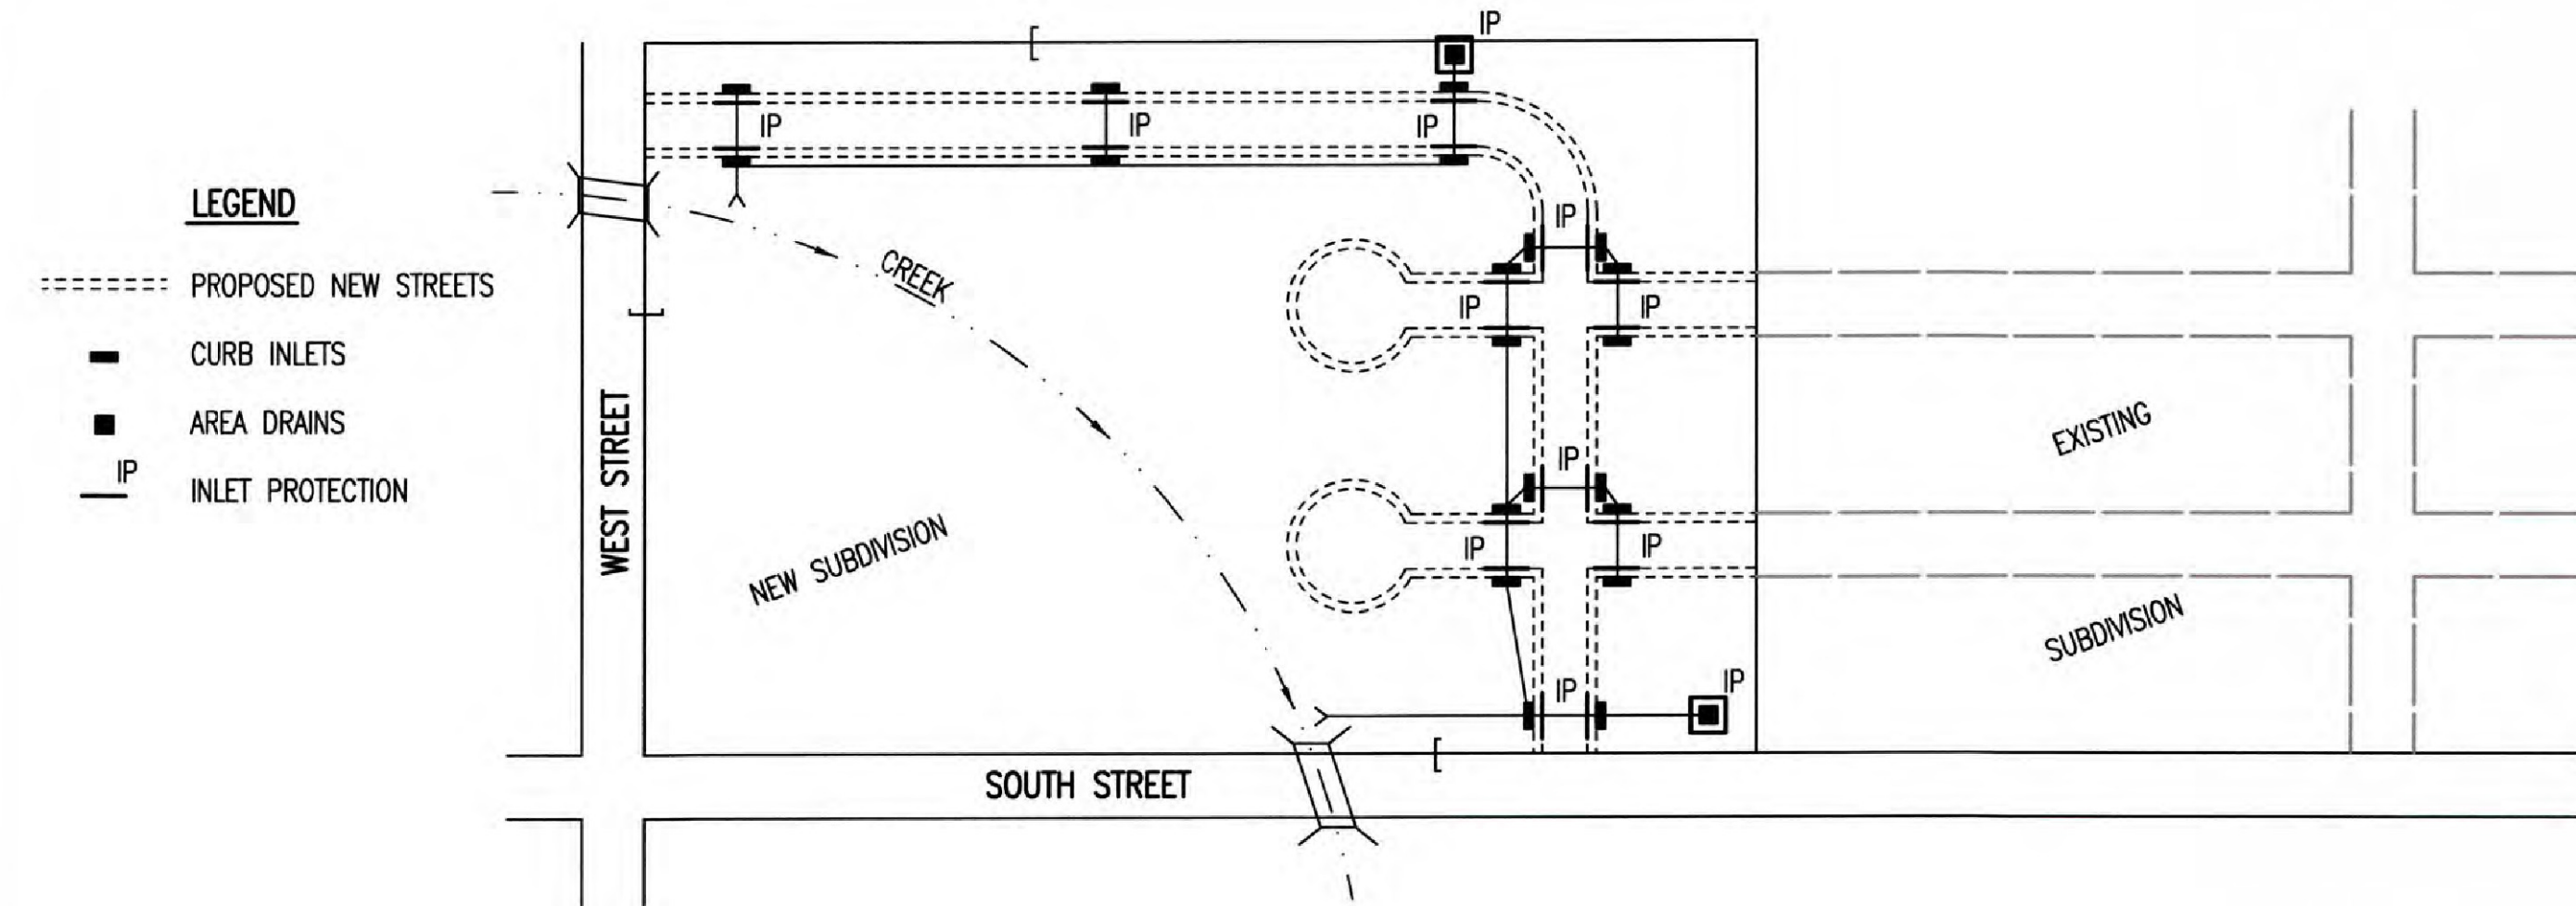 IP
IP
IP
IP
LEGEND
PROPOSED NEW STREETS
CURB INLETS
AREA DRAINS
IP
INLET PROTECTION
WEST STREET
CREEK
NEW SUBDIVISION
IP
IP
IP
IP
IP
IP
IP
IP
EXISTING
SUBDIVISION
SOUTH STREET